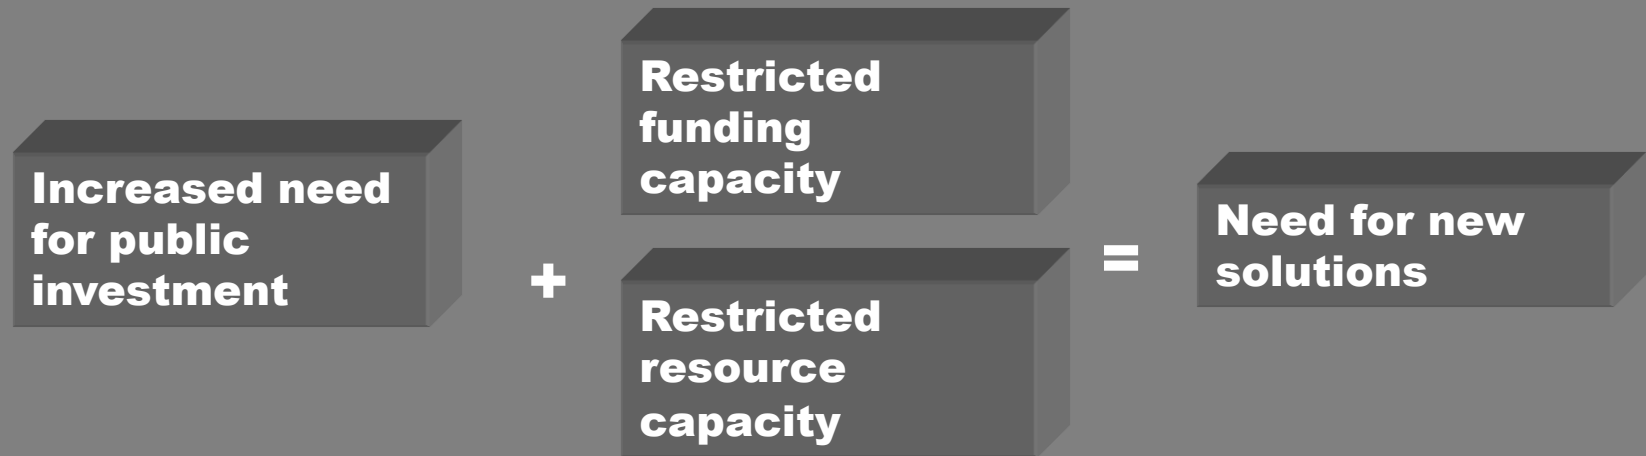 Increased need
for public
investment
+
Restricted
funding
capacity
Restricted
resource
capacity
=
Need for new
solutions